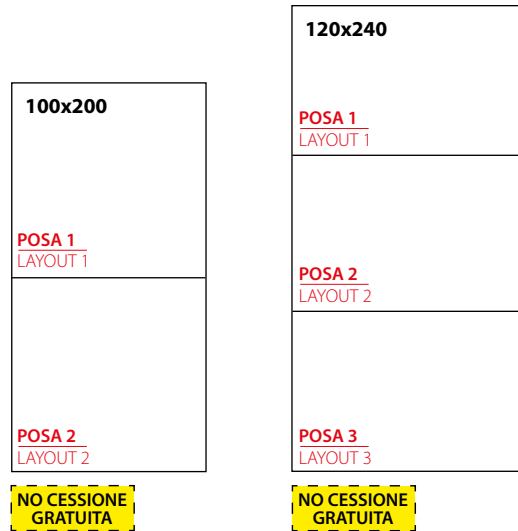 100x200
POSA 1
LAYOUT 1
POSA 2
LAYOUT 2
NO CESSIONE
GRATUITA
120x240
POSA 1
LAYOUT 1
POSA 2
LAYOUT 2
POSA 3
LAYOUT 3
NO CESSIONE
GRATUITA